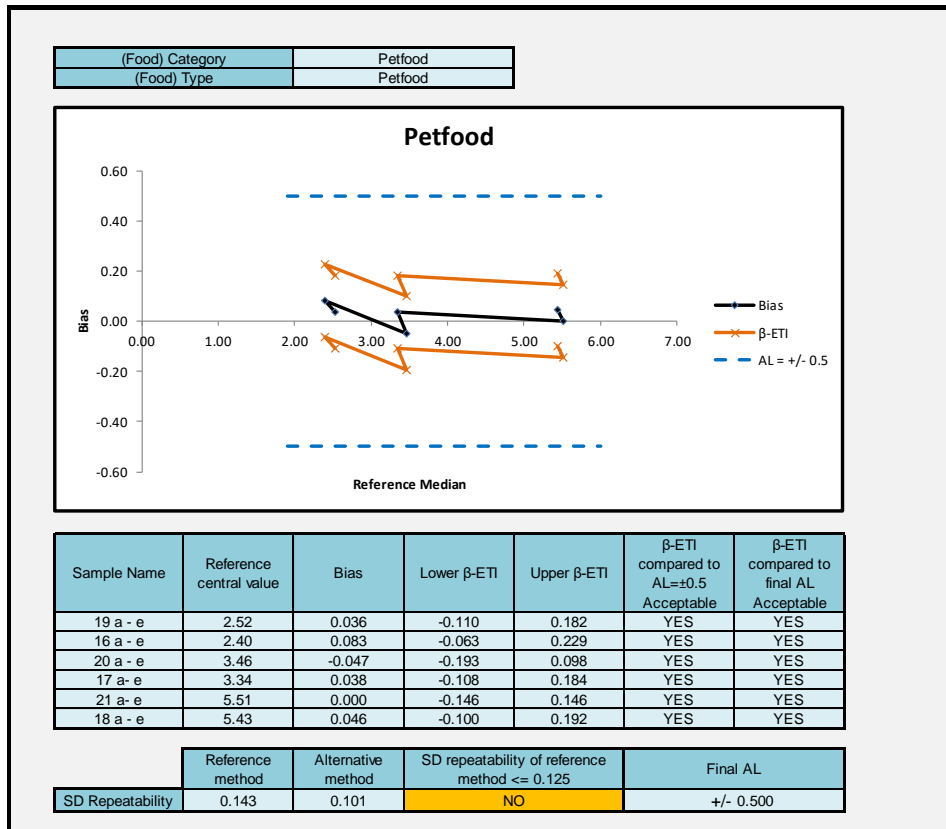 (Food) Category Petfood
(Food) Type Petfood
Petfood
0.60
0.40
0.20
0.00
-0.20
-0.40
-0.60
0.00 1.00 2.00 3.00 4.00 5.00 6.00 7.00
Bias
Reference Median
Bias
β-ETI
AL = +/- 0.5
Sample Name Reference central value Bias Lower β-ETI Upper β-ETI β-ETI compared to AL=±0.5 Acceptable β-ETI compared to final AL Acceptable
19 a - e 2.52 0.036 -0.110 0.182 YES YES
16 a - e 2.40 0.083 -0.063 0.229 YES YES
20 a - e 3.46 -0.047 -0.193 0.098 YES YES
17 a- e 3.34 0.038 -0.108 0.184 YES YES
21 a- e 5.51 0.000 -0.146 0.146 YES YES
18 a - e 5.43 0.046 -0.100 0.192 YES YES
Reference method Alternative method SD repeatability of reference method <= 0.125 Final AL
SD Repeatability 0.143 0.101 NO +/- 0.500